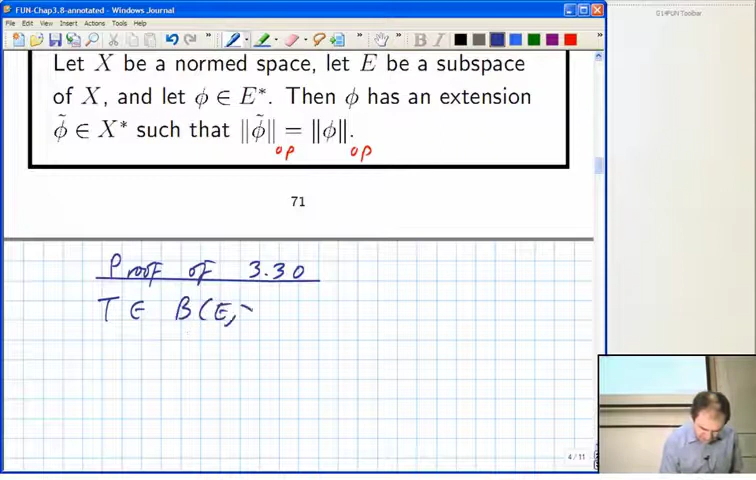 FUN-Chap3.8-annotated - Windows Journal
G14FUN Toolbar
File Edit View Insert Actions Tools Help
B I
Let X be a normed space, let E be a subspace
of X, and let ϕ ∈ E*. Then ϕ has an extension
ϕ̃ ∈ X* such that ‖ϕ̃‖ = ‖ϕ‖.
op op
71
Proof of 3.30
T ∈ B(E,
4 / 11